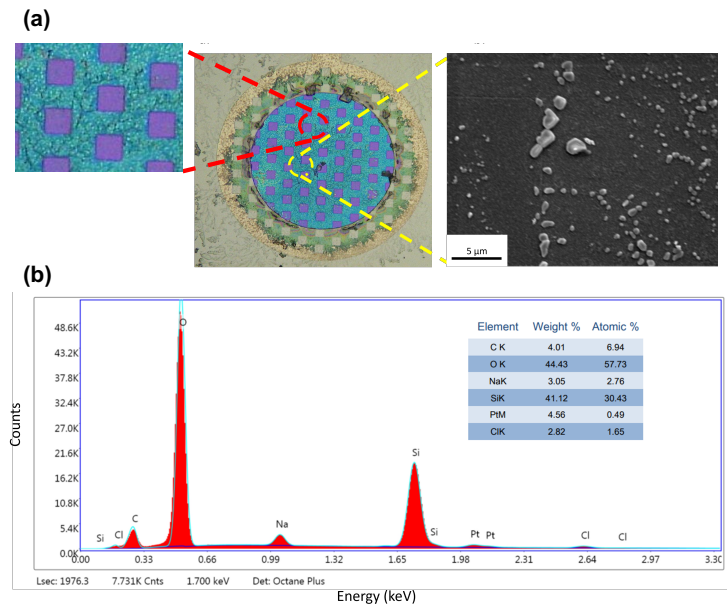 (a)
5 µm
(b)
Counts
48.6K
43.2K
37.8K
32.4K
27.0K
21.6K
16.2K
10.8K
5.4K
0.0K
O
Si
Cl
C
Na
Si
Si
Pt
Pt
Cl
Cl
Element Weight % Atomic %
C K 4.01 6.94
O K 44.43 57.73
NaK 3.05 2.76
SiK 41.12 30.43
PtM 4.56 0.49
ClK 2.82 1.65
0.00 0.33 0.66 0.99 1.32 1.65 1.98 2.31 2.64 2.97 3.30
Lsec: 1976.3 7.731K Cnts 1.700 keV Det: Octane Plus
Energy (keV)